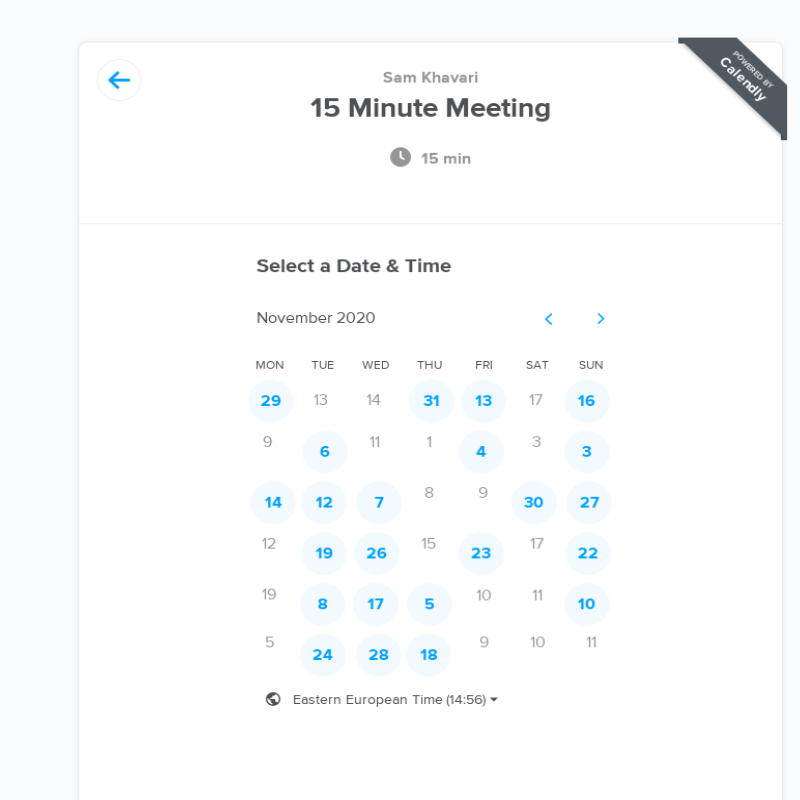 POWERED BY
Calendly
Sam Khavari
15 Minute Meeting
15 min
Select a Date & Time
November 2020
MON TUE WED THU FRI SAT SUN
29 13 14 31 13 17 16
9 6 11 1 4 3 3
14 12 7 8 9 30 27
12 19 26 15 23 17 22
19 8 17 5 10 11 10
5 24 28 18 9 10 11
Eastern European Time (14:56)